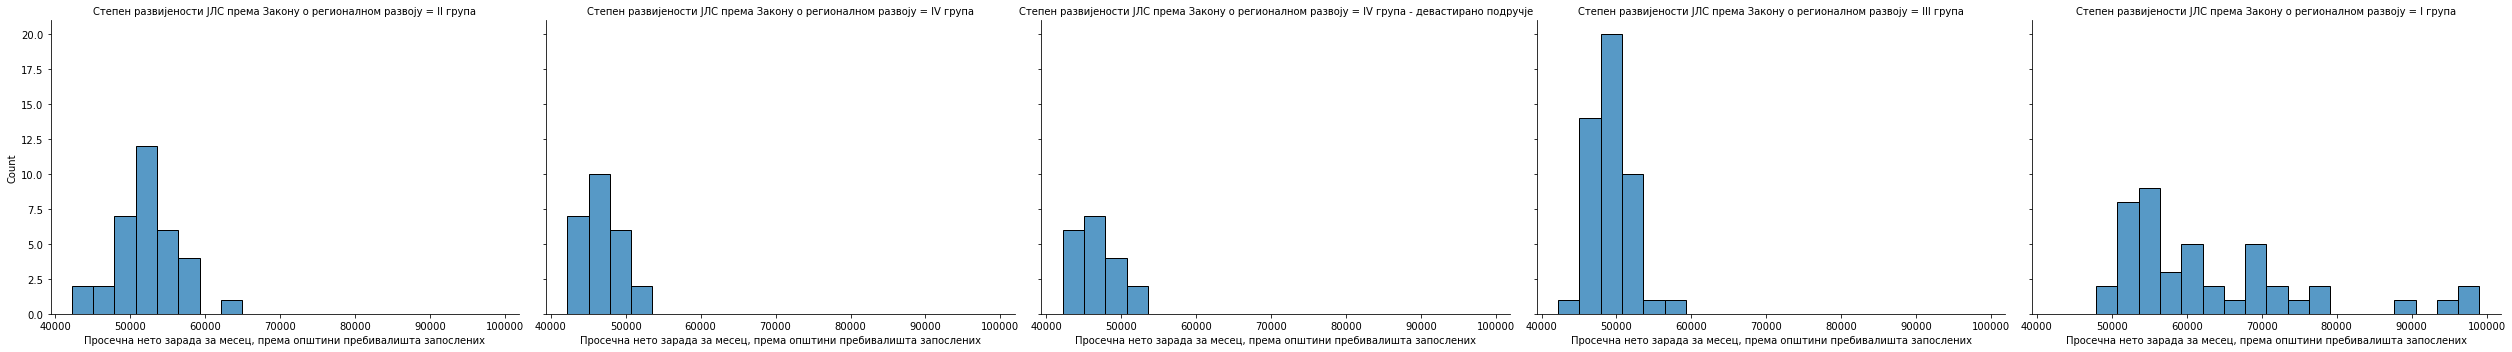 Степен развијености ЈЛС према Закону о регионалном развоју = II група
Степен развијености ЈЛС према Закону о регионалном развоју = IV група
Степен развијености ЈЛС према Закону о регионалном развоју = IV група - девастирано подручје
Степен развијености ЈЛС према Закону о регионалном развоју = III група
Степен развијености ЈЛС према Закону о регионалном развоју = I група
20.0
17.5
15.0
12.5
10.0
7.5
5.0
2.5
0.0
Count
40000 50000 60000 70000 80000 90000 100000
40000 50000 60000 70000 80000 90000 100000
40000 50000 60000 70000 80000 90000 100000
40000 50000 60000 70000 80000 90000 100000
40000 50000 60000 70000 80000 90000 100000
Просечна нето зарада за месец, према општини пребивалишта запослених
Просечна нето зарада за месец, према општини пребивалишта запослених
Просечна нето зарада за месец, према општини пребивалишта запослених
Просечна нето зарада за месец, према општини пребивалишта запослених
Просечна нето зарада за месец, према општини пребивалишта запослених